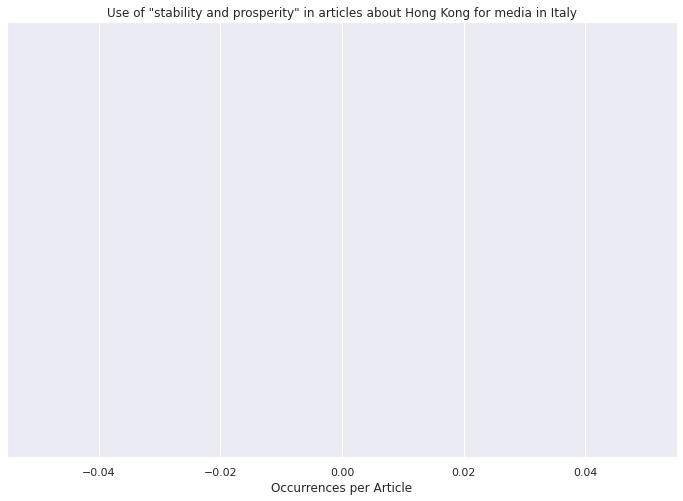 Use of "stability and prosperity" in articles about Hong Kong for media in Italy
−0.04 −0.02 0.00 0.02 0.04
Occurrences per Article